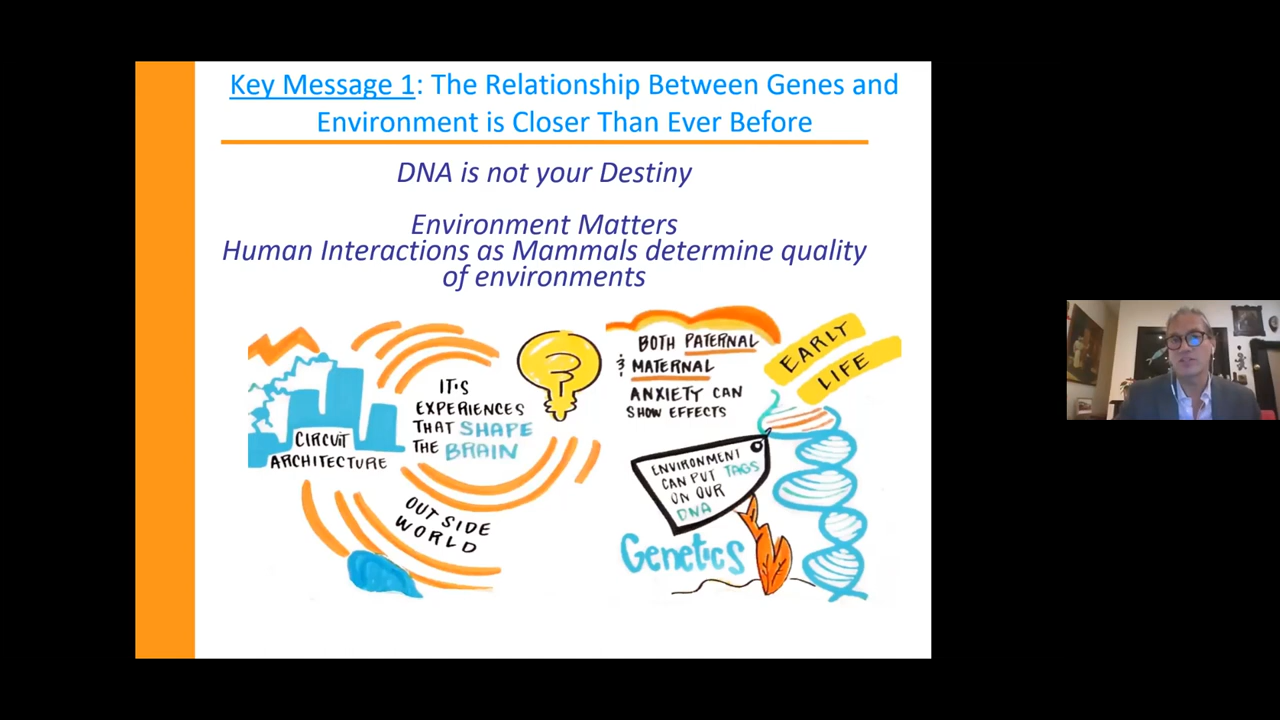 Key Message 1: The Relationship Between Genes and
Environment is Closer Than Ever Before
DNA is not your Destiny
Environment Matters
Human Interactions as Mammals determine quality
of environments
CIRCUIT
ARCHITECTURE
IT'S
EXPERIENCES
THAT SHAPE
THE BRAIN
OUTSIDE
WORLD
BOTH PATERNAL
& MATERNAL
ANXIETY CAN
SHOW EFFECTS
EARLY
LIFE
ENVIRONMENT
CAN PUT TAGS
ON OUR
DNA
Genetics